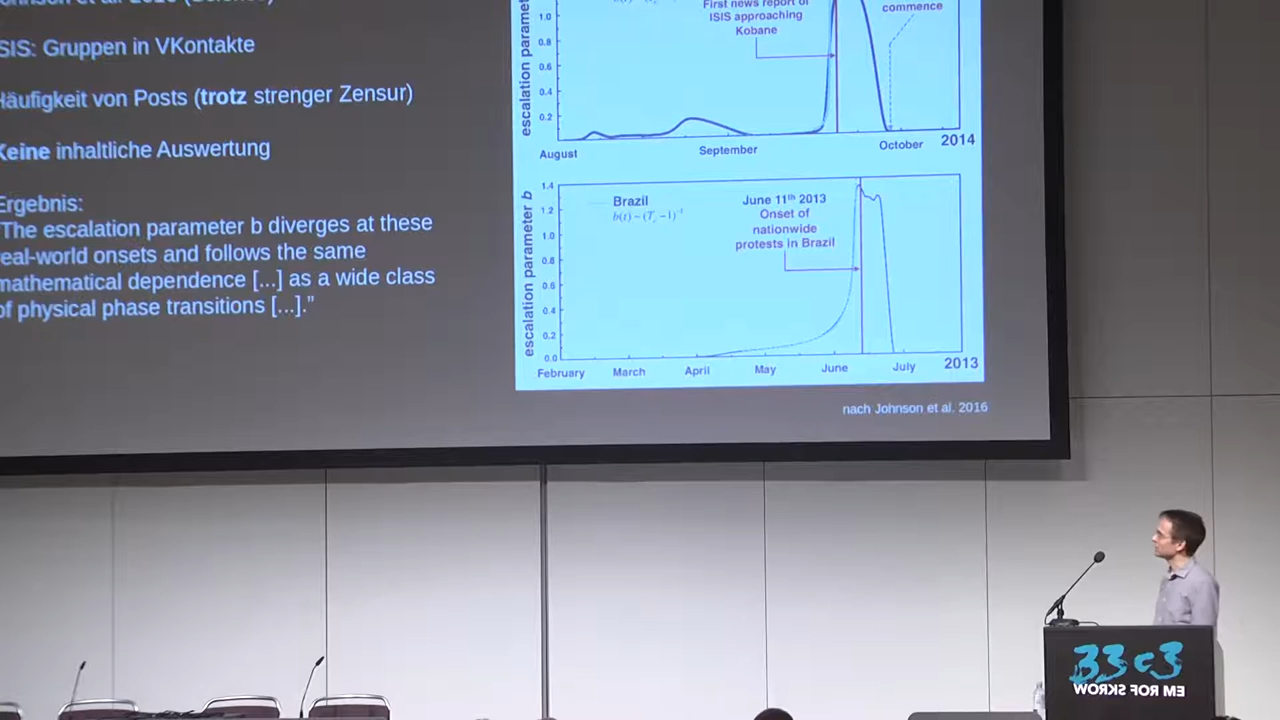 SIS: Gruppen in VKontakte
Häufigkeit von Posts (trotz strenger Zensur)
Keine inhaltliche Auswertung
Ergebnis:
"The escalation parameter b diverges at these
real-world onsets and follows the same
mathematical dependence [...] as a wide class
of physical phase transitions [...]."
escalation paramet
1.0
0.8
0.6
0.4
0.2
First news report of
ISIS approaching
Kobane
commence
August
September
October
2014
escalation parameter b
1.4
1.2
1.0
0.8
0.6
0.4
0.2
0.0
Brazil
June 11th 2013
Onset of
nationwide
protests in Brazil
February
March
April
May
June
July
2013
nach Johnson et al. 2016
33c3
WORKS FOR ME